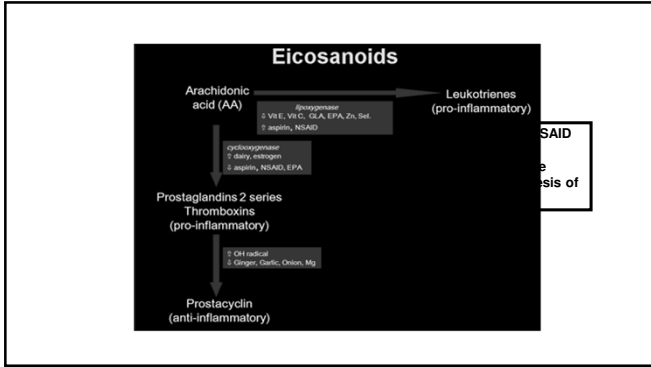 Eicosanoids
Arachidonic
acid (AA)
lipoxygenase
⇩ Vit E, Vit C, GLA, EPA, Zn, Sel.
⇧ aspirin, NSAID
Leukotrienes
(pro-inflammatory)
cyclooxygenase
⇧ dairy, estrogen
⇩ aspirin, NSAID, EPA
Prostaglandins 2 series
Thromboxins
(pro-inflammatory)
⇧ OH radical
⇩ Ginger, Garlic, Onion, Mg
Prostacyclin
(anti-inflammatory)
of